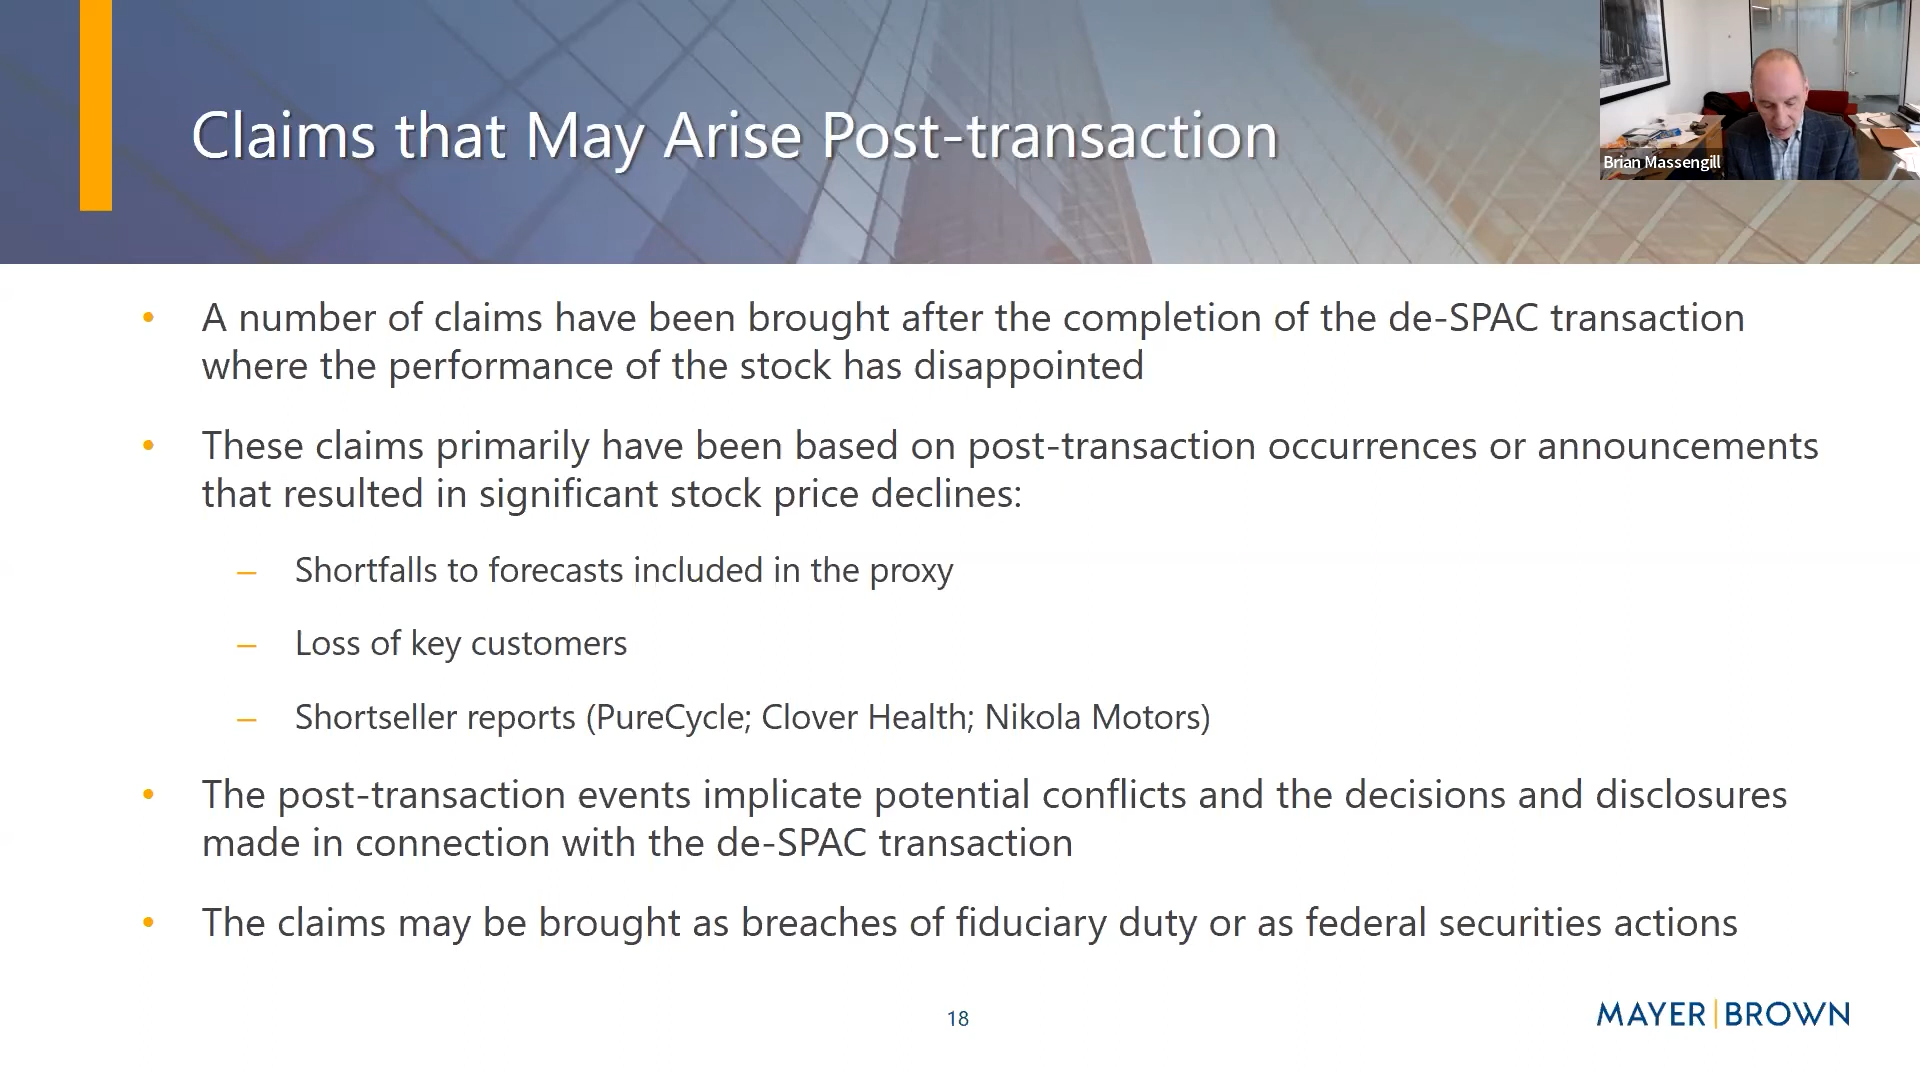 Claims that May Arise Post-transaction
Brian Massengill
• A number of claims have been brought after the completion of the de-SPAC transaction
where the performance of the stock has disappointed
• These claims primarily have been based on post-transaction occurrences or announcements
that resulted in significant stock price declines:
– Shortfalls to forecasts included in the proxy
– Loss of key customers
– Shortseller reports (PureCycle; Clover Health; Nikola Motors)
• The post-transaction events implicate potential conflicts and the decisions and disclosures
made in connection with the de-SPAC transaction
• The claims may be brought as breaches of fiduciary duty or as federal securities actions
18
MAYER | BROWN